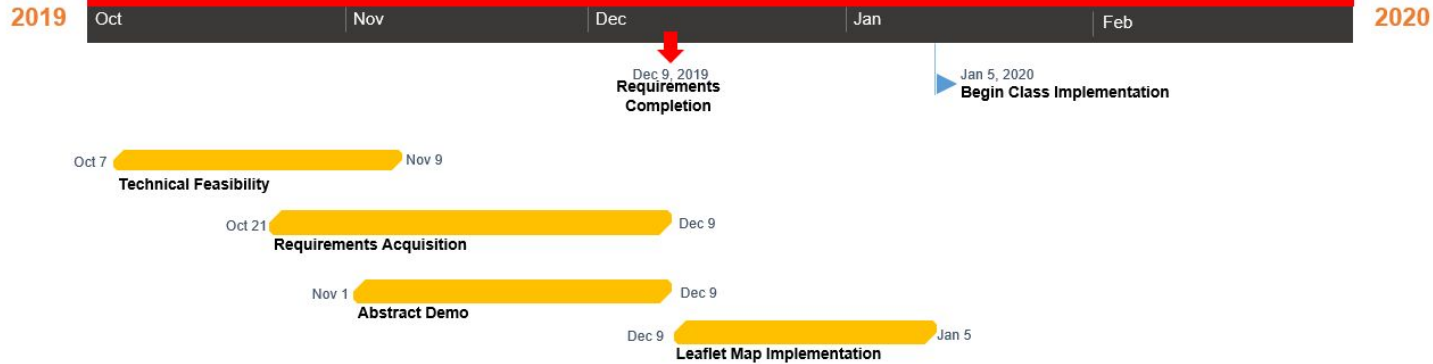 2019 Oct Nov Dec Jan Feb 2020
Dec 9, 2019
Requirements
Completion
Jan 5, 2020
Begin Class Implementation
Oct 7 Nov 9
Technical Feasibility
Oct 21 Dec 9
Requirements Acquisition
Nov 1 Dec 9
Abstract Demo
Dec 9 Jan 5
Leaflet Map Implementation